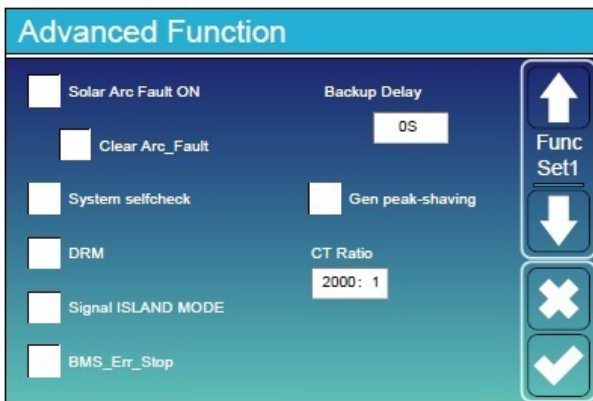 Advanced Function
Solar Arc Fault ON
Backup Delay
0S
Clear Arc_Fault
System selfcheck
Gen peak-shaving
DRM
CT Ratio
2000: 1
Signal ISLAND MODE
BMS_Err_Stop
Func
Set1